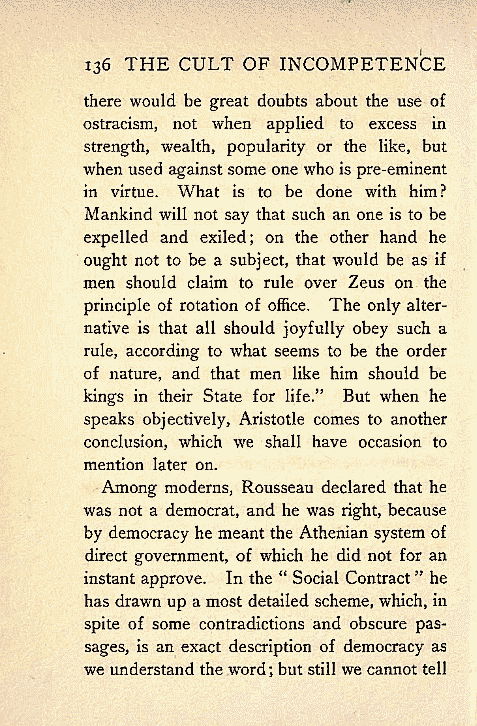 136 THE CULT OF INCOMPETENCE
there would be great doubts about the use of
ostracism, not when applied to excess in
strength, wealth, popularity or the like, but
when used against some one who is pre-eminent
in virtue. What is to be done with him?
Mankind will not say that such an one is to be
expelled and exiled; on the other hand he
ought not to be a subject, that would be as if
men should claim to rule over Zeus on the
principle of rotation of office. The only alter-
native is that all should joyfully obey such a
rule, according to what seems to be the order
of nature, and that men like him should be
kings in their State for life.” But when he
speaks objectively, Aristotle comes to another
conclusion, which we shall have occasion to
mention later on.
Among moderns, Rousseau declared that he
was not a democrat, and he was right, because
by democracy he meant the Athenian system of
direct government, of which he did not for an
instant approve. In the “ Social Contract ” he
has drawn up a most detailed scheme, which, in
spite of some contradictions and obscure pas-
sages, is an exact description of democracy as
we understand the word; but still we cannot tell